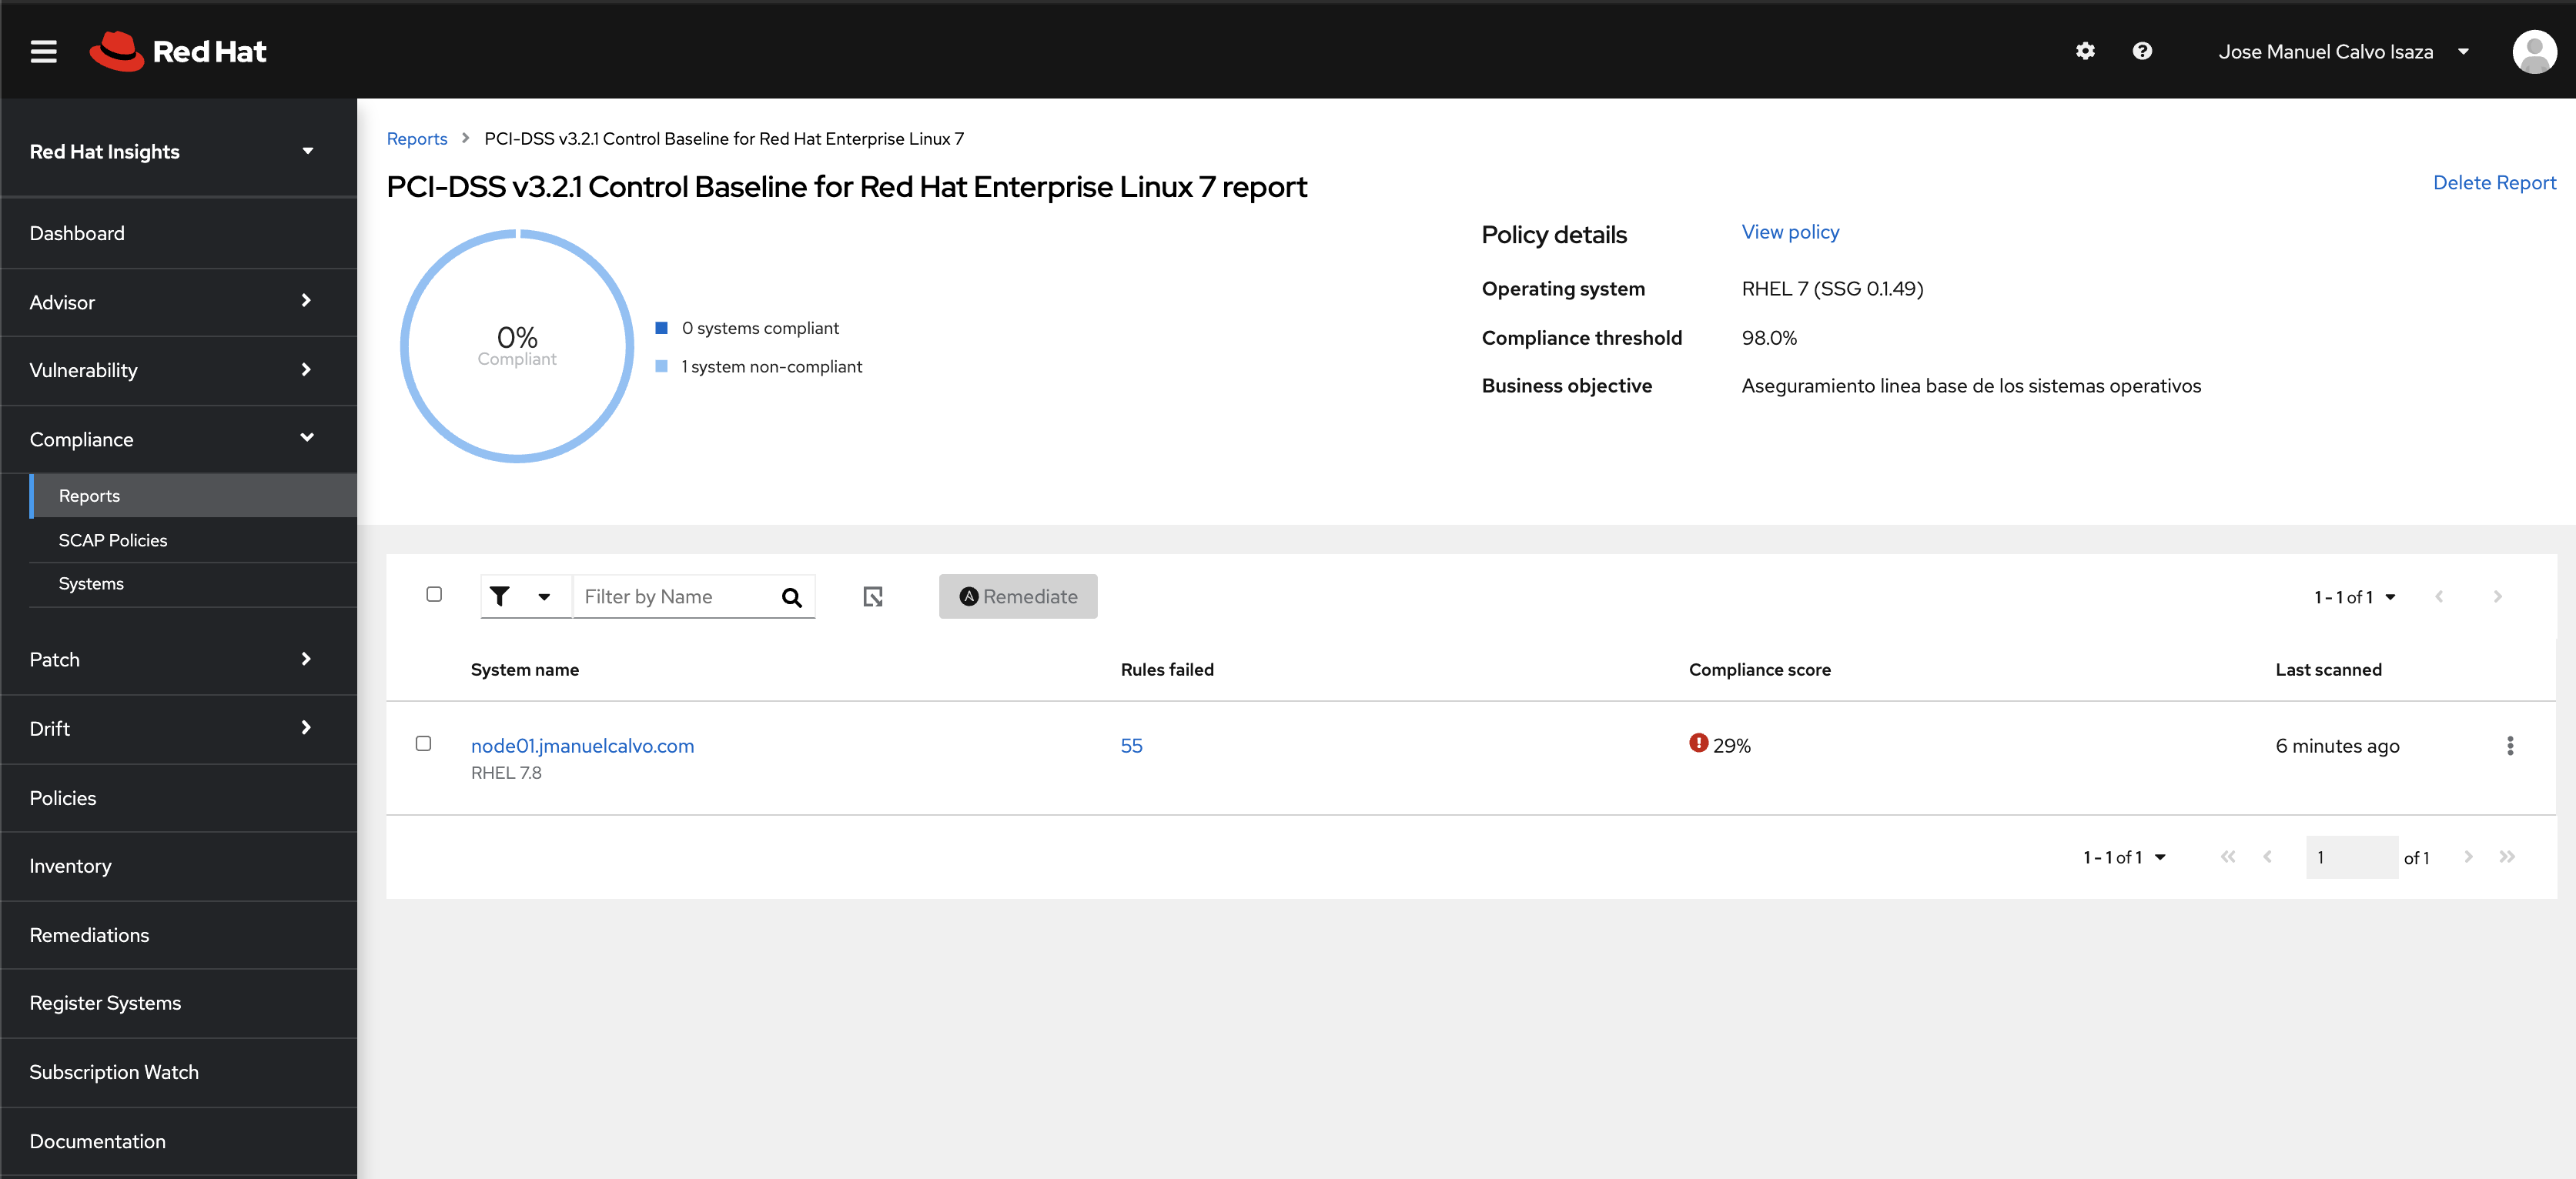 Red Hat
Jose Manuel Calvo Isaza
Red Hat Insights
Dashboard
Advisor
Vulnerability
Compliance
Reports
SCAP Policies
Systems
Patch
Drift
Policies
Inventory
Remediations
Register Systems
Subscription Watch
Documentation
Reports > PCI-DSS v3.2.1 Control Baseline for Red Hat Enterprise Linux 7
PCI-DSS v3.2.1 Control Baseline for Red Hat Enterprise Linux 7 report
Delete Report
0%
Compliant
0 systems compliant
1 system non-compliant
Policy details View policy
Operating system RHEL 7 (SSG 0.1.49)
Compliance threshold 98.0%
Business objective Aseguramiento linea base de los sistemas operativos
Filter by Name Remediate 1 - 1 of 1
System name Rules failed Compliance score Last scanned
node01.jmanuelcalvo.com 55 29% 6 minutes ago
RHEL 7.8
1 - 1 of 1 1 of 1